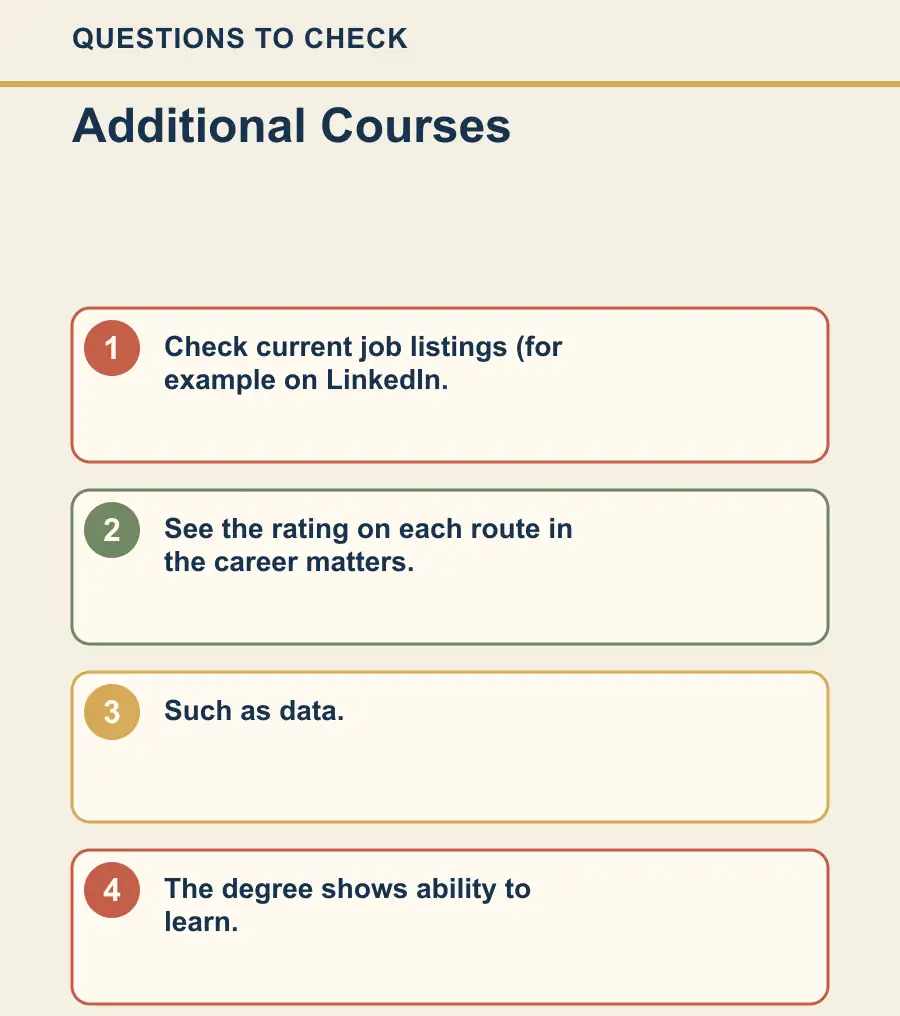 QUESTIONS TO CHECK
Additional Courses
1
Check current job listings (for
example on LinkedIn.
2
See the rating on each route in
the career matters.
3
Such as data.
4
The degree shows ability to
learn.